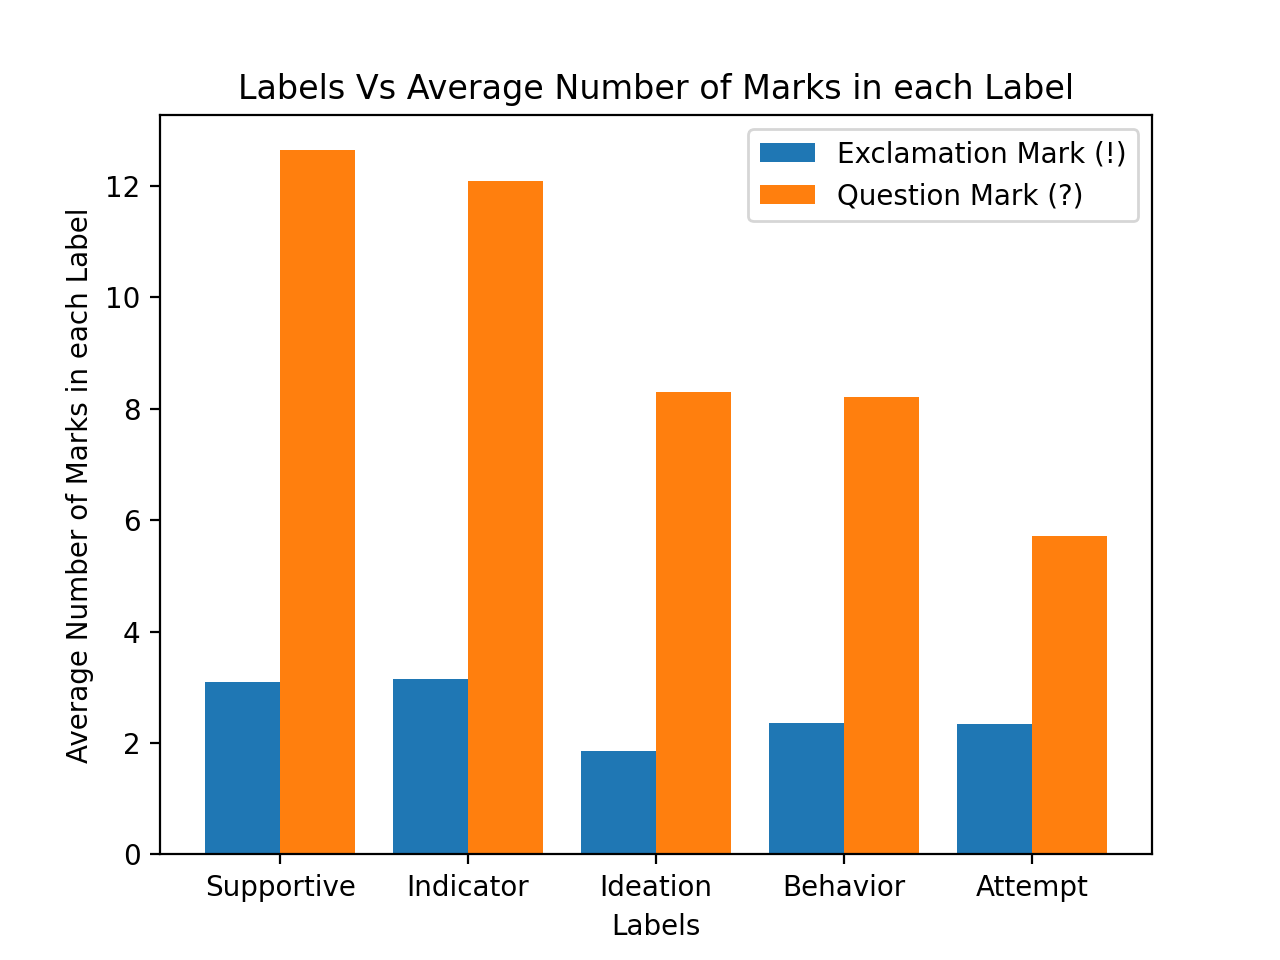 Labels Vs Average Number of Marks in each Label
Exclamation Mark (!)
Question Mark (?)
Average Number of Marks in each Label
12
10
8
6
4
2
0
Supportive Indicator Ideation Behavior Attempt
Labels